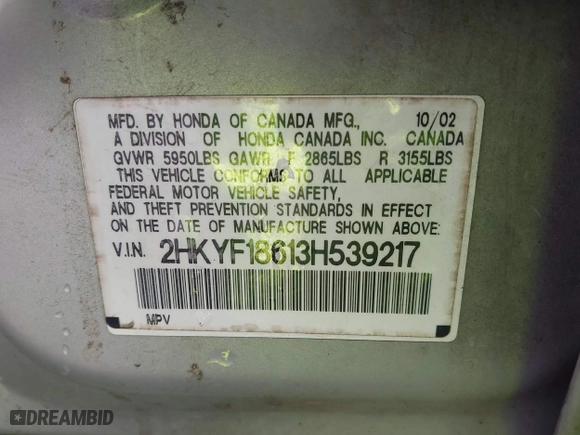 MFD. BY HONDA OF CANADA MFG., 10/02
A DIVISION OF HONDA CANADA INC. CANADA
GVWR 5950LBS GAWR F 2865LBS R 3155LBS
THIS VEHICLE CONFORMS TO ALL APPLICABLE
FEDERAL MOTOR VEHICLE SAFETY,
AND THEFT PREVENTION STANDARDS IN EFFECT
ON THE DATE OF MANUFACTURE SHOWN ABOVE.
V.I.N. 2HKYF18613H539217
MPV
DREAMBID